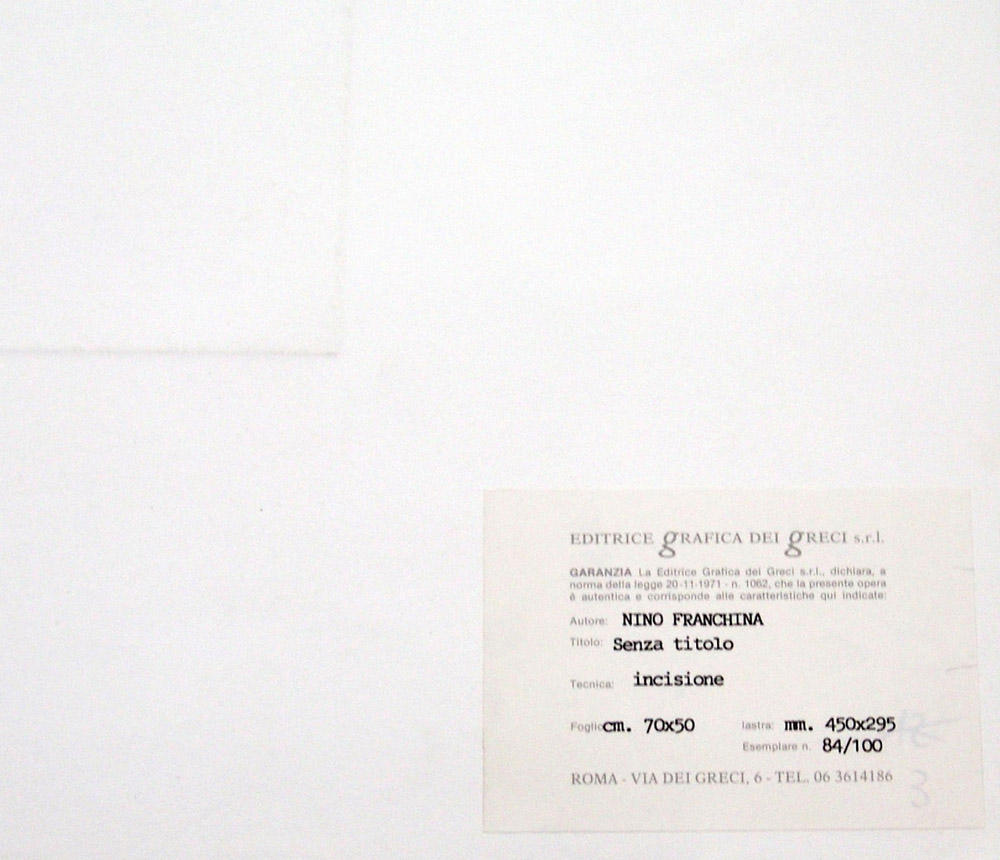 EDITRICE gRAFICA DEI gRECI s.r.l.
GARANZIA La Editrice Grafica dei Greci s.r.l., dichiara, a
norma della legge 20-11-1971 - n. 1062, che la presente opera
è autentica e corrisponde alle caratteristiche qui indicate:
Autore: NINO FRANCHINA
Titolo: Senza titolo
Tecnica: incisione
Foglio cm. 70x50 lastra: mm. 450x295
Esemplare n. 84/100
ROMA - VIA DEI GRECI, 6 - TEL. 06 3614186
3